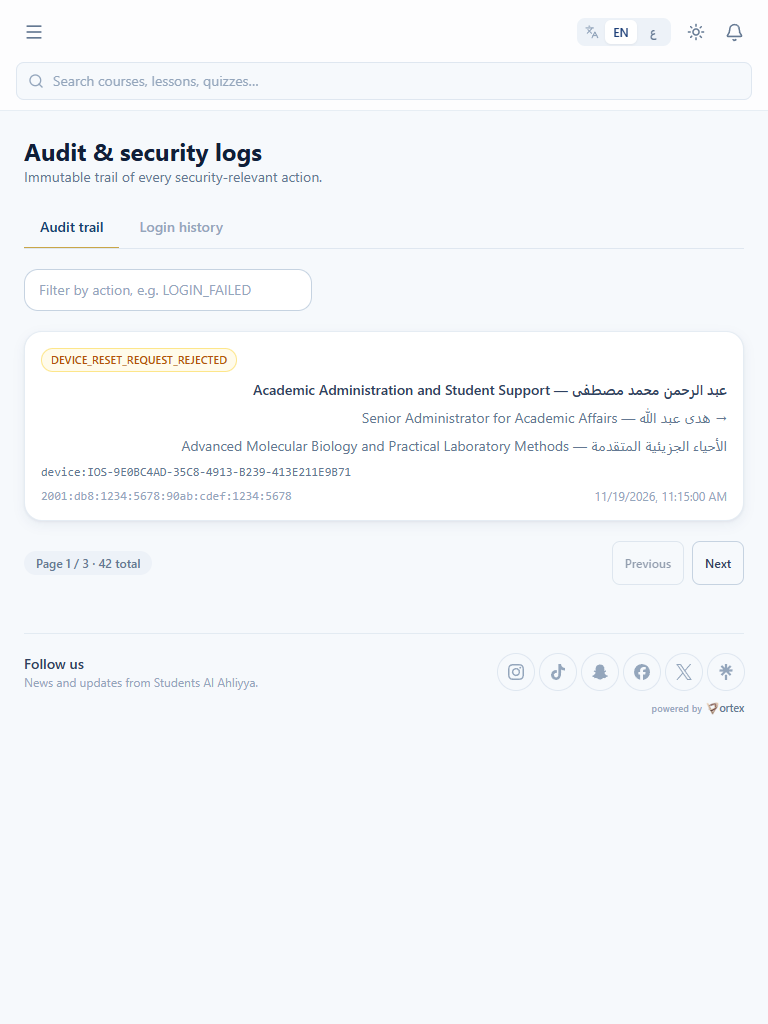 EN ع
Search courses, lessons, quizzes...
Audit & security logs
Immutable trail of every security-relevant action.
Audit trail Login history
Filter by action, e.g. LOGIN_FAILED
DEVICE_RESET_REQUEST_REJECTED
عبد الرحمن محمد مصطفى — Academic Administration and Student Support
→ هدى عبد الله — Senior Administrator for Academic Affairs
الأحياء الجزيئية المتقدمة — Advanced Molecular Biology and Practical Laboratory Methods
device:IOS-9E0BC4AD-35C8-4913-B239-413E211E9B71
2001:db8:1234:5678:90ab:cdef:1234:5678 11/19/2026, 11:15:00 AM
Page 1 / 3 · 42 total Previous Next
Follow us
News and updates from Students Al Ahliyya.
powered by ortex